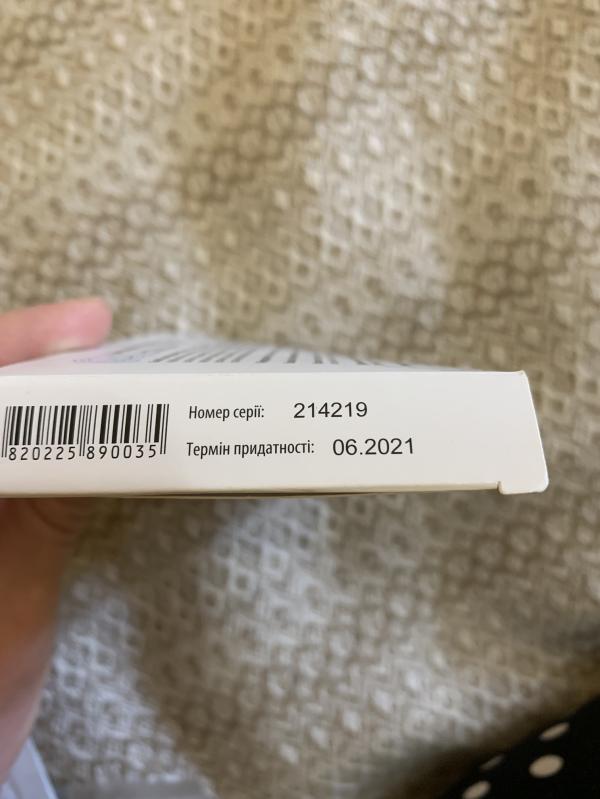 Номер серії: 214219
Термін придатності: 06.2021
820225 890035